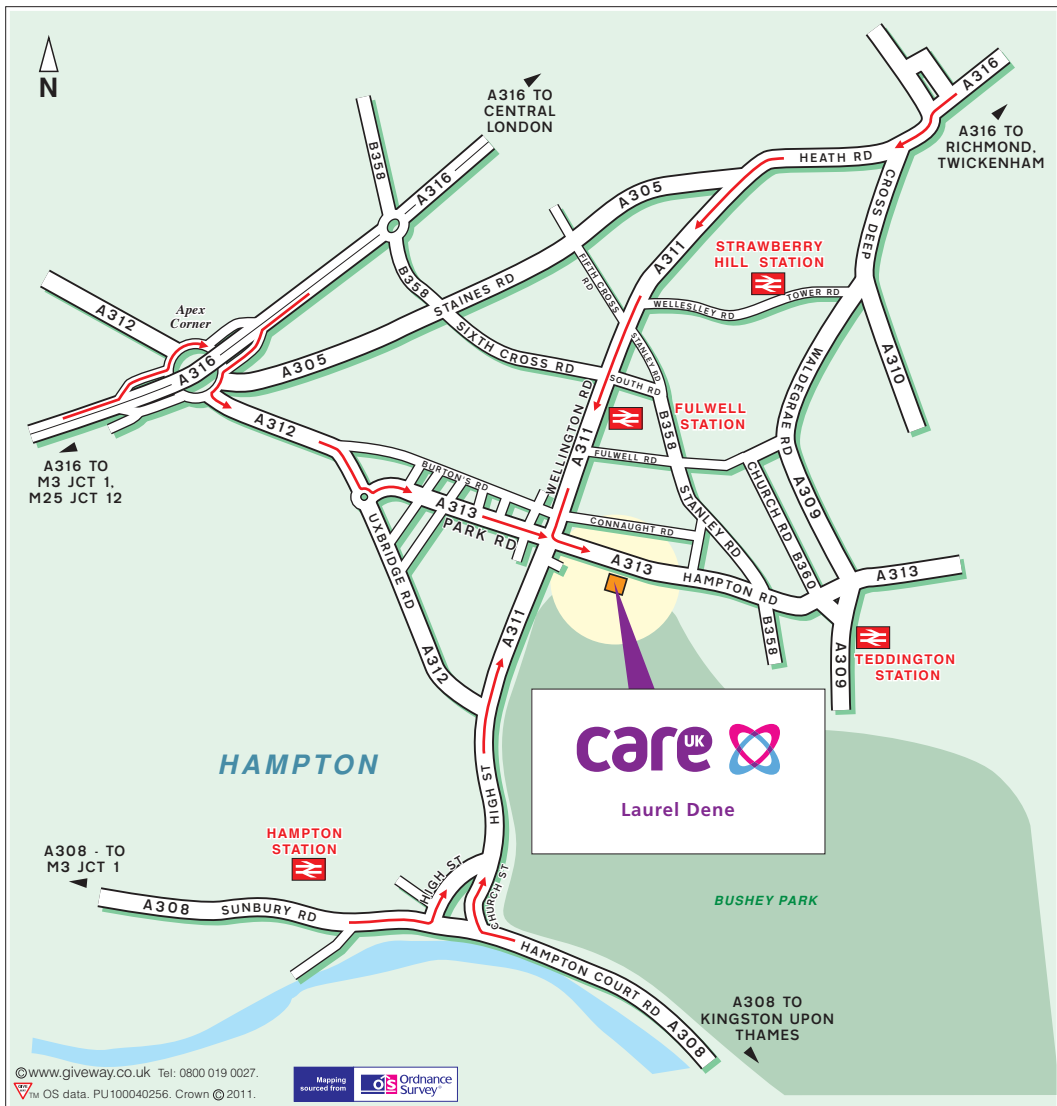 N
A316 TO
CENTRAL
LONDON
A316
A316 TO
RICHMOND,
TWICKENHAM
HEATH RD
CROSS DEEP
B358
A316
A305
A311
STRAWBERRY
HILL STATION
FIFTH CROSS
RD
WELLESLLEY RD
TOWER RD
A312
Apex
Corner
B358
STAINES RD
A316
A305
SIXTH CROSS RD
STANLEY RD
SOUTH RD
WALDEGRAE RD
A310
A312
A316 TO
M3 JCT 1,
M25 JCT 12
WELLINGTON RD
A311
FULWELL
STATION
B358
FULWELL RD
BURTON'S RD
A313
PARK RD
CONNAUGHT RD
STANLEY RD
CHURCH RD
B360
A309
UXBRIDGE RD
A313
HAMPTON RD
A313
A311
B358
A309
TEDDINGTON
STATION
A312
care UK
Laurel Dene
HAMPTON
HIGH ST
HAMPTON
STATION
A308 - TO
M3 JCT 1
HIGH ST
CHURCH ST
A308
SUNBURY RD
BUSHEY PARK
HAMPTON COURT RD
A308
A308 TO
KINGSTON UPON
THAMES
© www.giveway.co.uk Tel: 0800 019 0027.
GIVE WAY TM OS data. PU100040256. Crown © 2011.
Mapping
sourced from
OS
Ordnance
Survey®